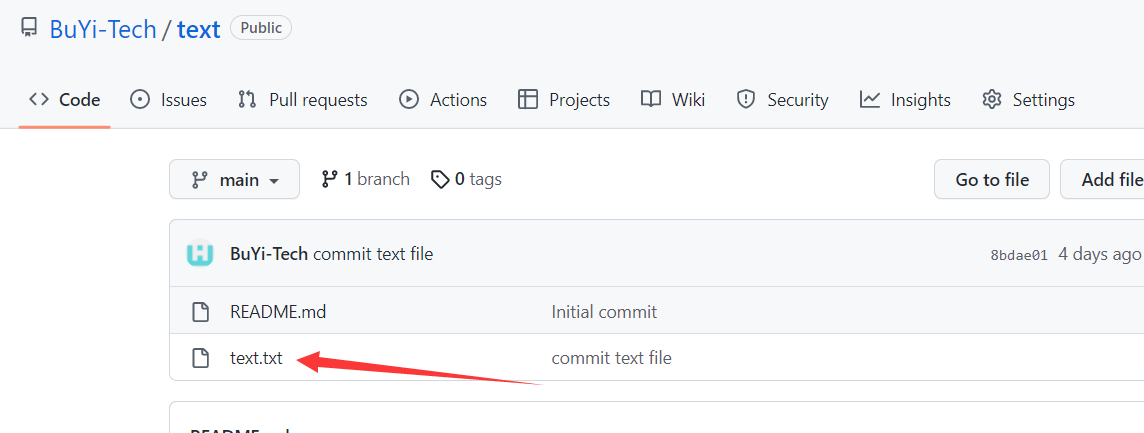 BuYi-Tech / text Public
Code Issues Pull requests Actions Projects Wiki Security Insights Settings
main 1 branch 0 tags Go to file Add file
BuYi-Tech commit text file 8bdae01 4 days ago
README.md Initial commit
text.txt commit text file